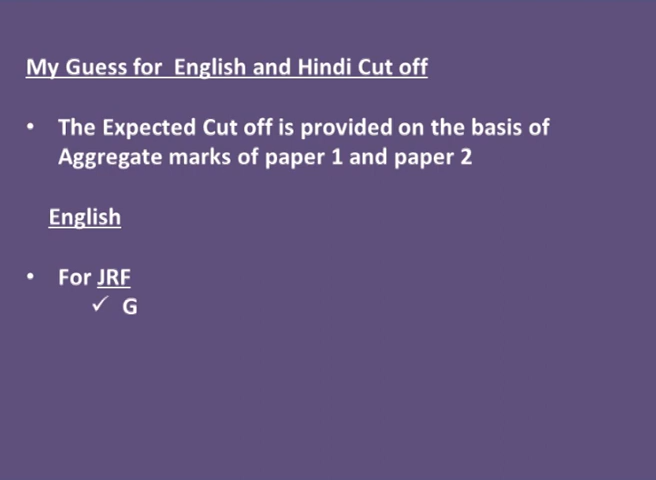 My Guess for English and Hindi Cut off
• The Expected Cut off is provided on the basis of
Aggregate marks of paper 1 and paper 2
English
• For JRF
✓ G